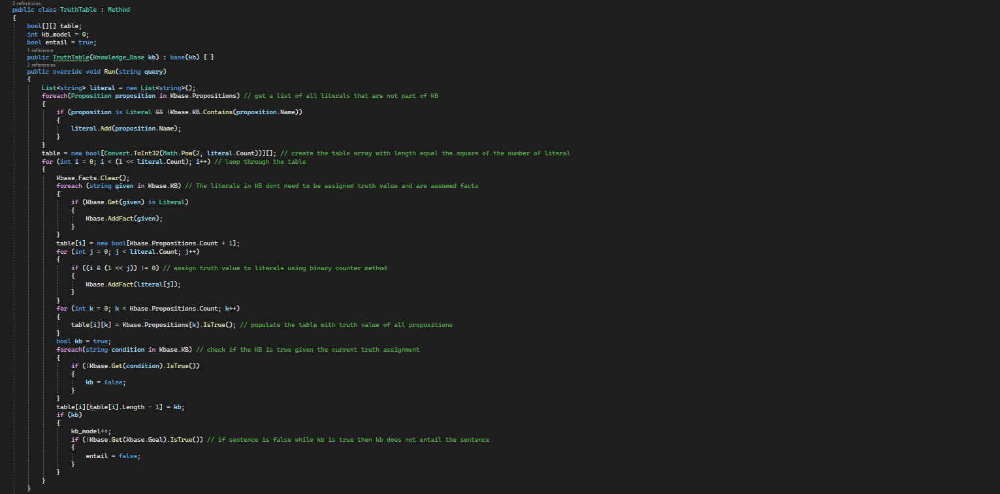 2 references
public class TruthTable : Method
{
bool[][] table;
int kb_model = 0;
bool entail = true;
1 reference
public TruthTable(Knowledge_Base kb) : base(kb) { }
2 references
public override void Run(string query)
{
List<string> literal = new List<string>();
foreach(Proposition proposition in Kbase.Propositions) // get a list of all literals that are not part of KB
{
if (proposition is Literal && !Kbase.KB.Contains(proposition.Name))
{
literal.Add(proposition.Name);
}
}
table = new bool[Convert.ToInt32(Math.Pow(2, literal.Count))][]; // create the table array with length equal the square of the number of literal
for (int i = 0; i < (1 << literal.Count); i++) // loop through the table
{
Kbase.Facts.Clear();
foreach (string given in Kbase.KB) // The literals in KB dont need to be assigned truth value and are assumed facts
{
if (Kbase.Get(given) is Literal)
{
Kbase.AddFact(given);
}
}
table[i] = new bool[Kbase.Propositions.Count + 1];
for (int j = 0; j < literal.Count; j++)
{
if ((i & (1 << j)) != 0) // assign truth value to literals using binary counter method
{
Kbase.AddFact(literal[j]);
}
}
for (int k = 0; k < Kbase.Propositions.Count; k++)
{
table[i][k] = Kbase.Propositions[k].IsTrue(); // populate the table with truth value of all propositions
}
bool kb = true;
foreach(string condition in Kbase.KB) // check if the KB is true given the current truth assignment
{
if (!Kbase.Get(condition).IsTrue())
{
kb = false;
}
}
table[i][table[i].Length - 1] = kb;
if (kb)
{
kb_model++;
if (!Kbase.Get(Kbase.Goal).IsTrue()) // if sentence is false while kb is true then kb does not entail the sentence
{
entail = false;
}
}
}
}